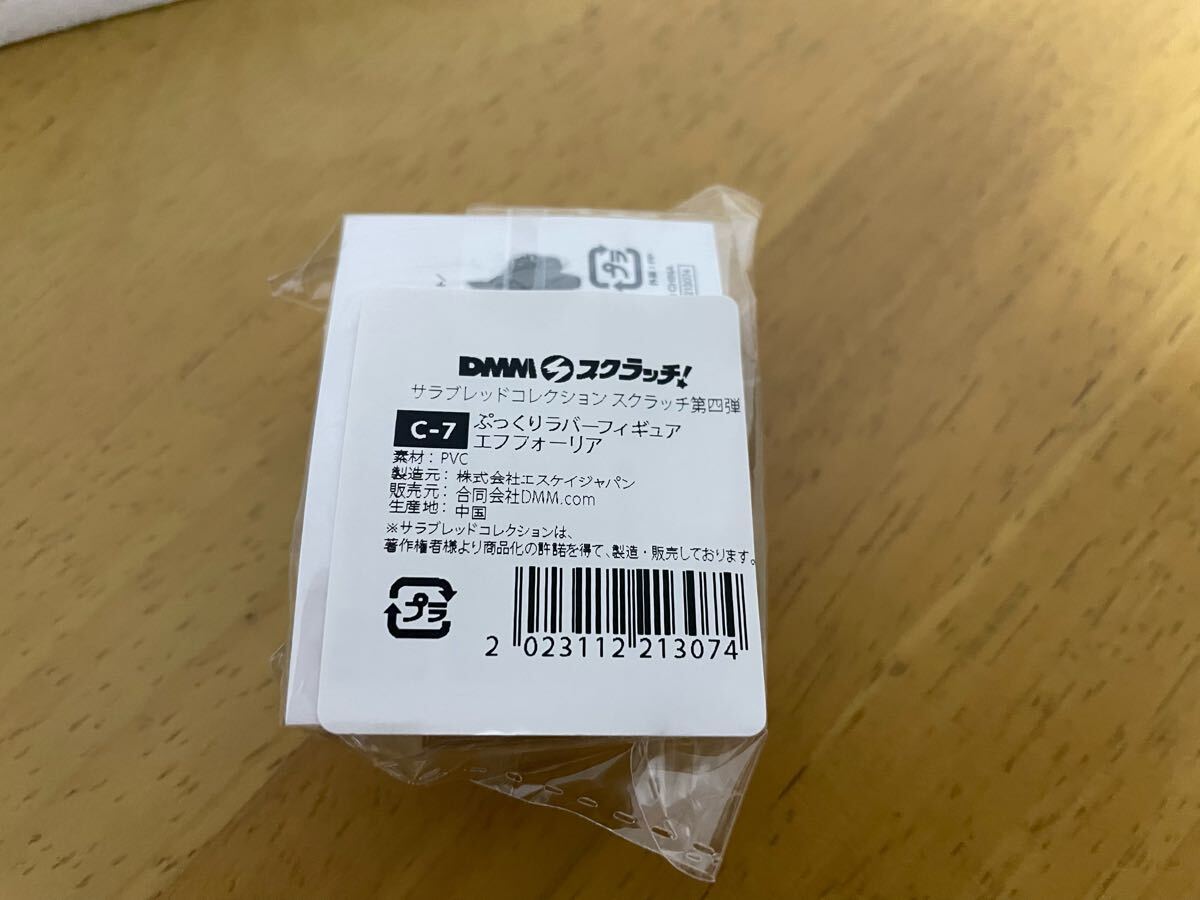 プラ
213074
DMM スクラッチ!
サラブレッドコレクション スクラッチ第四弾
C-7 ぷっくりラバーフィギュア
エフフォーリア
素材：PVC
製造元：株式会社エスケイジャパン
販売元：合同会社DMM.com
生産地：中国
※サラブレッドコレクションは、
著作権者様より商品化の許諾を得て、製造・販売しております。
プラ
2 023112 213074